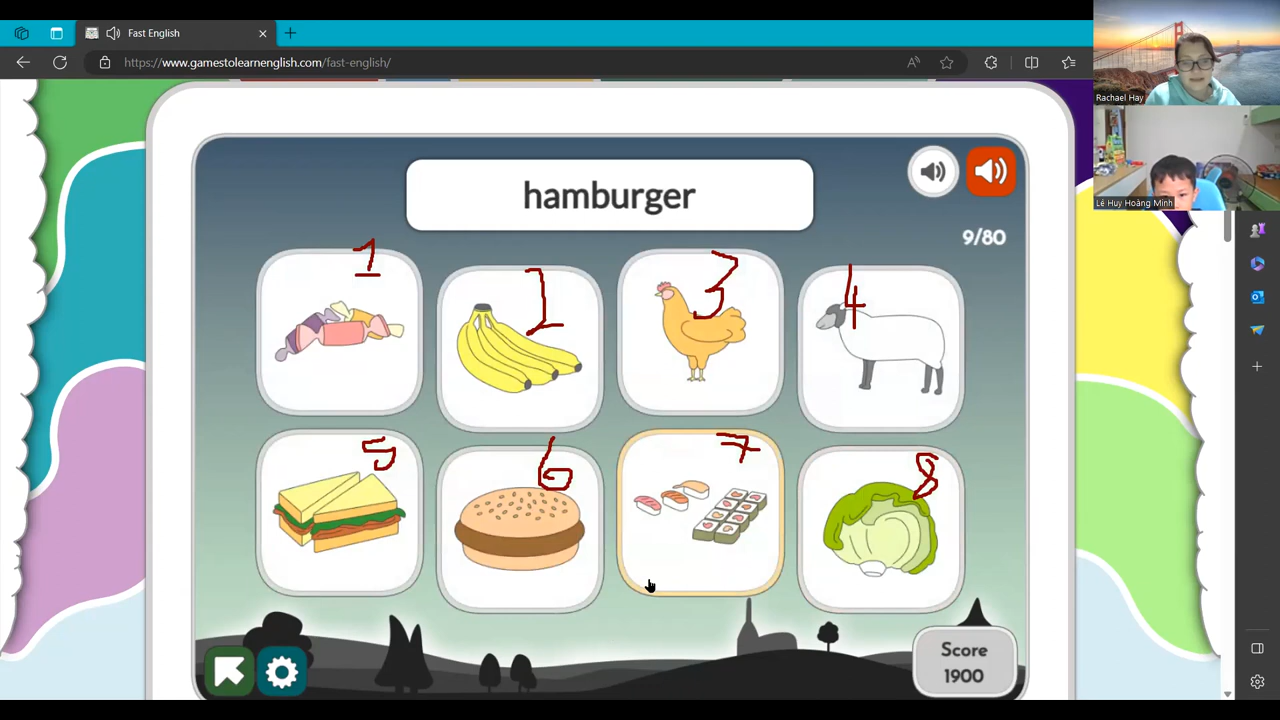 Fast English
https://www.gamestolearnenglish.com/fast-english/
Rachael Hay
Lê Huy Hoàng Minh
hamburger
9/80
1
2
3
4
5
6
7
8
Score
1900